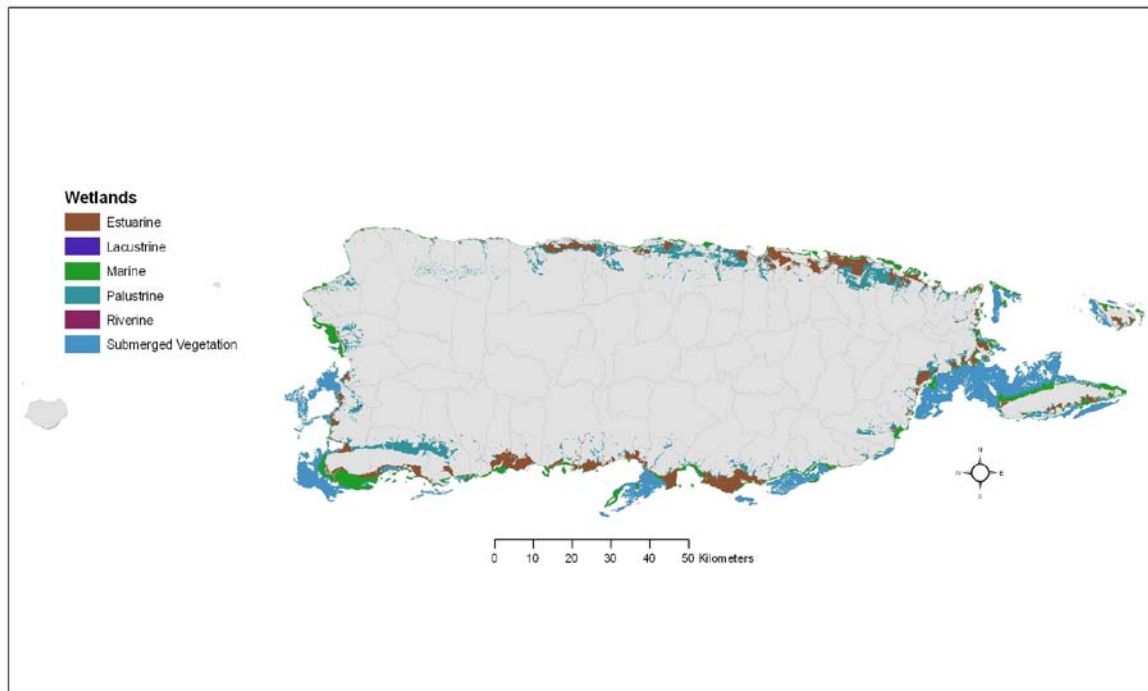 Wetlands
Estuarine
Lacustrine
Marine
Palustrine
Riverine
Submerged Vegetation
N
W E
S
0 10 20 30 40 50 Kilometers